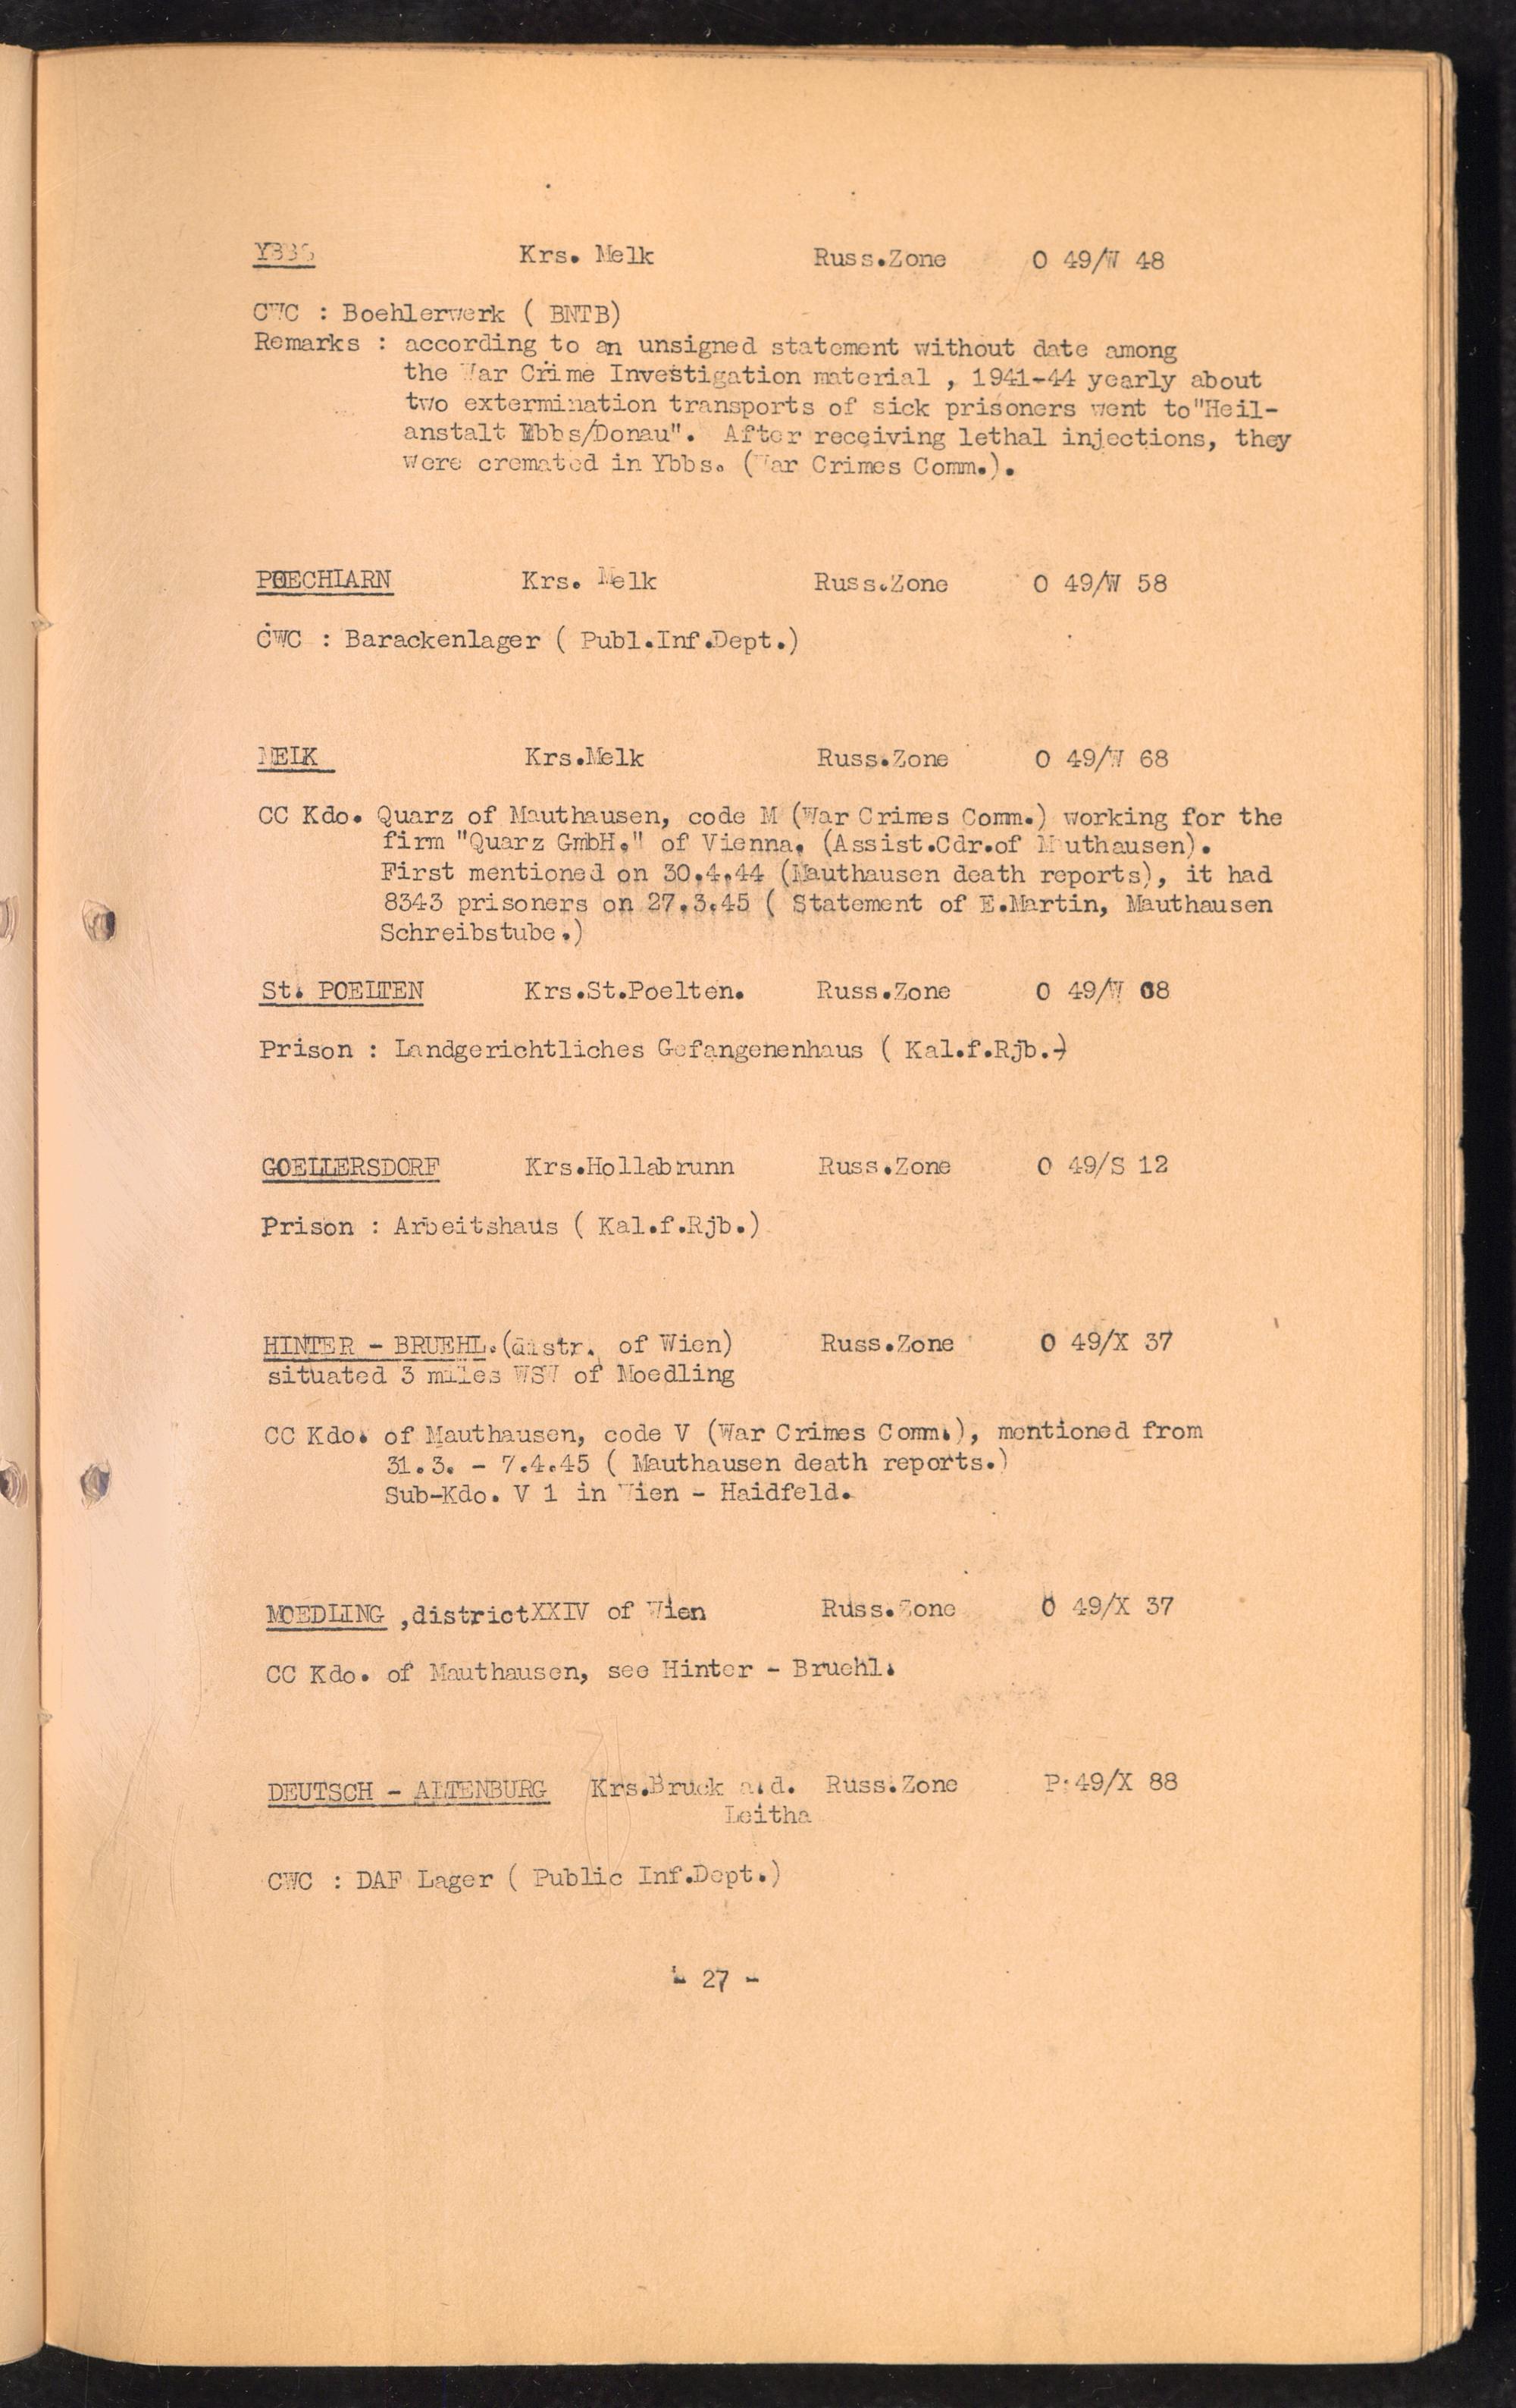 YBBS Krs. Melk Russ.Zone O 49/W 48
CWC : Boehlerwerk ( BNTB)
Remarks : according to an unsigned statement without date among
the War Crime Investigation material , 1941-44 yearly about
two extermination transports of sick prisoners went to"Heil-
anstalt Ybbs/Donau". After receiving lethal injections, they
were cremated in Ybbs. (War Crimes Comm.).
POECHLARN Krs. Melk Russ.Zone O 49/W 58
CWC : Barackenlager ( Publ.Inf.Dept.)
MELK Krs.Melk Russ.Zone O 49/W 68
CC Kdo. Quarz of Mauthausen, code M (War Crimes Comm.) working for the
firm "Quarz GmbH." of Vienna. (Assist.Cdr.of Mauthausen).
First mentioned on 30.4.44 (Mauthausen death reports), it had
8343 prisoners on 27.3.45 ( Statement of E.Martin, Mauthausen
Schreibstube.)
St. POELTEN Krs.St.Poelten. Russ.Zone O 49/W 08
Prison : Landgerichtliches Gefangenenhaus ( Kal.f.Rjb.)
GOELLERSDORF Krs.Hollabrunn Russ.Zone O 49/S 12
Prison : Arbeitshaus ( Kal.f.Rjb.)
HINTER - BRUEHL.(distr. of Wien) Russ.Zone O 49/X 37
situated 3 miles WSW of Moedling
CC Kdo. of Mauthausen, code V (War Crimes Comm.), mentioned from
31.3. - 7.4.45 ( Mauthausen death reports.)
Sub-Kdo. V 1 in Wien - Haidfeld.
MOEDLING ,district XXIV of Wien Russ.Zone O 49/X 37
CC Kdo. of Mauthausen, see Hinter - Bruehl.
DEUTSCH - ALTENBURG Krs.Bruck a.d. Russ.Zone P 49/X 88
Leitha
CWC : DAF Lager ( Public Inf.Dept.)
- 27 -